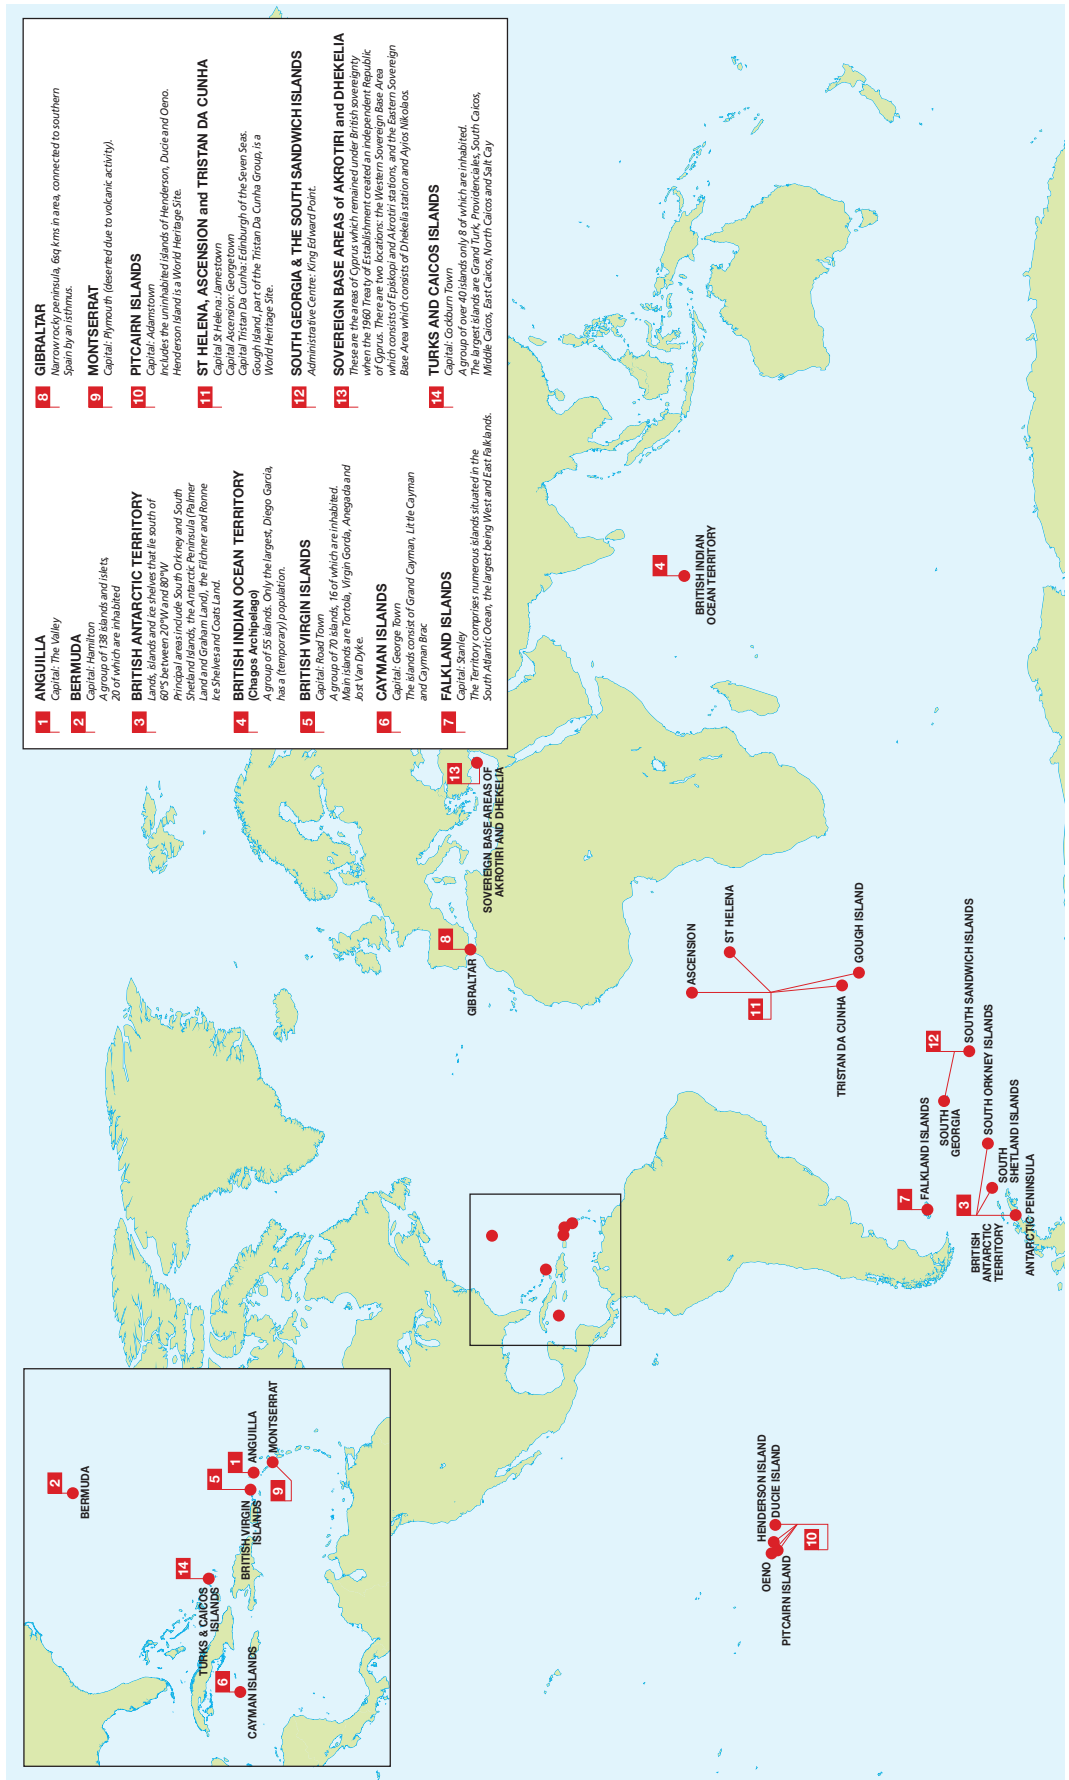 1
ANGUILLA
Capital: The Valley
2
BERMUDA
Capital: Hamilton
A group of 138 islands and islets,
20 of which are inhabited
3
BRITISH ANTARCTIC TERRITORY
Lands, islands and ice shelves that lie south of
60°S between 20°W and 80°W
Principal areas include South Orkney and South
Shetland Islands, the Antarctic Peninsula (Palmer
Land and Graham Land), the Filchner and Ronne
Ice Shelves and Coats Land.
4
BRITISH INDIAN OCEAN TERRITORY
(Chagos Archipelago)
A group of 55 islands. Only the largest, Diego Garcia,
has a (temporary) population.
5
BRITISH VIRGIN ISLANDS
Capital: Road Town
A group of 70 islands, 16 of which are inhabited.
Main islands are Tortola, Virgin Gorda, Anegada and
Jost Van Dyke.
6
CAYMAN ISLANDS
Capital: George Town
The islands consist of Grand Cayman, Little Cayman
and Cayman Brac
7
FALKLAND ISLANDS
Capital: Stanley
The Territory comprises numerous islands situated in the
South Atlantic Ocean, the largest being West and East Falklands.
8
GIBRALTAR
Narrow rocky peninsula, 6sq kms in area, connected to southern
Spain by an isthmus.
9
MONTSERRAT
Capital: Plymouth (deserted due to volcanic activity).
10
PITCAIRN ISLANDS
Capital: Adamstown
Includes the uninhabited islands of Henderson, Ducie and Oeno.
Henderson Island is a World Heritage Site.
11
ST HELENA, ASCENSION and TRISTAN DA CUNHA
Capital St Helena: Jamestown
Capital Ascension: Georgetown
Capital Tristan Da Cunha: Edinburgh of the Seven Seas.
Gough Island, part of the Tristan Da Cunha Group, is a
World Heritage Site.
12
SOUTH GEORGIA & THE SOUTH SANDWICH ISLANDS
Administrative Centre: King Edward Point.
13
SOVEREIGN BASE AREAS of AKROTIRI and DHEKELIA
These are the areas of Cyprus which remained under British sovereignty
when the 1960 Treaty of Establishment created an independent Republic
of Cyprus. There are two locations: the Western Sovereign Base Area
which consists of Episkopi and Akrotiri stations, and the Eastern Sovereign
Base Area which consists of Dhekelia station and Ayios Nikolaos.
14
TURKS AND CAICOS ISLANDS
Capital: Cockburn Town
A group of over 40 islands only 8 of which are inhabited.
The largest islands are Grand Turk, Providenciales, South Caicos,
Middle Caicos, East Caicos, North Caicos and Salt Cay
2
BERMUDA
14
TURKS & CAICOS
ISLANDS
5
BRITISH VIRGIN
ISLANDS
1
ANGUILLA
9
MONTSERRAT
6
CAYMAN ISLANDS
8
GIBRALTAR
13
SOVEREIGN BASE AREAS OF
AKROTIRI AND DHEKELIA
4
BRITISH INDIAN
OCEAN TERRITORY
ASCENSION
ST HELENA
11
TRISTAN DA CUNHA
GOUGH ISLAND
HENDERSON ISLAND
DUCIE ISLAND
OENO
PITCAIRN ISLAND
10
7
FALKLAND ISLANDS
12
SOUTH
GEORGIA
SOUTH SANDWICH ISLANDS
3
BRITISH
ANTARCTIC
TERRITORY
SOUTH ORKNEY ISLANDS
SOUTH
SHETLAND ISLANDS
ANTARCTIC PENINSULA